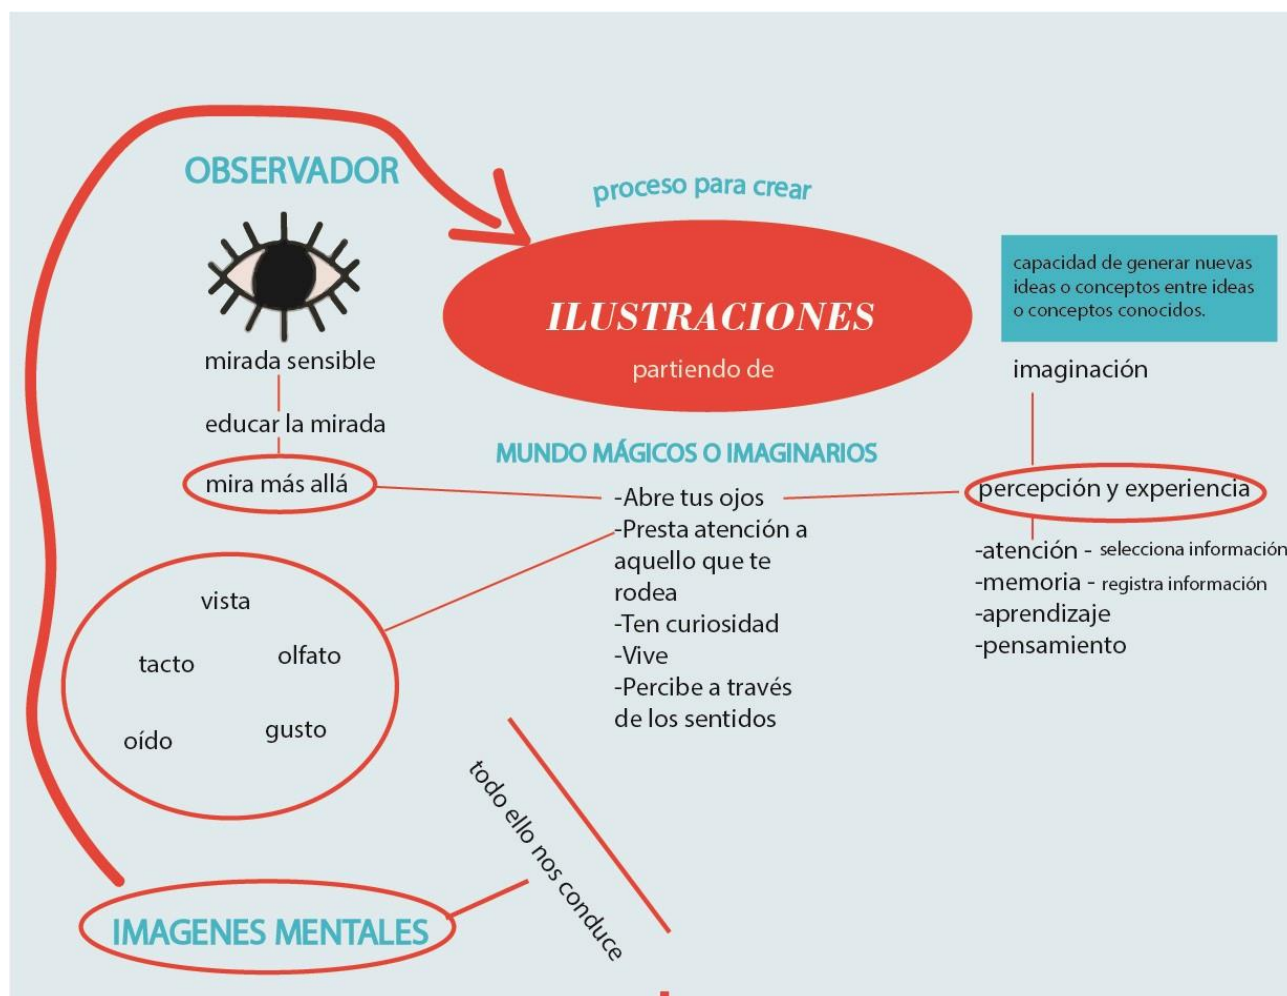 OBSERVADOR
mirada sensible
educar la mirada
mira más allá
vista
tacto
olfato
oído
gusto
IMAGENES MENTALES
proceso para crear
ILUSTRACIONES
partiendo de
MUNDO MÁGICOS O IMAGINARIOS
-Abre tus ojos
-Presta atención a
aquello que te
rodea
-Ten curiosidad
-Vive
-Percibe a través
de los sentidos
todo ello nos conduce
capacidad de generar nuevas
ideas o conceptos entre ideas
o conceptos conocidos.
imaginación
percepción y experiencia
-atención - selecciona información
-memoria - registra información
-aprendizaje
-pensamiento